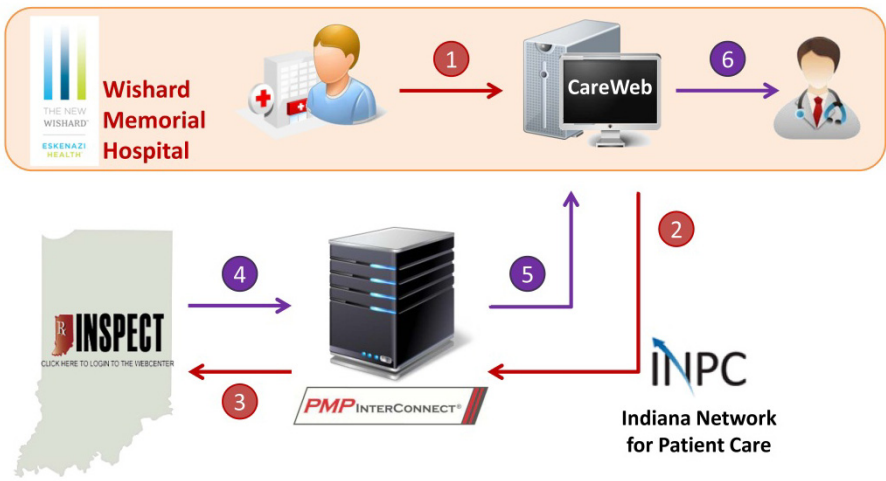 THE NEW
WISHARD®
ESKENAZI
HEALTH
Wishard
Memorial
Hospital
1
CareWeb
6
2
4
5
Rx INSPECT
CLICK HERE TO LOGIN TO THE WEBCENTER
3
PMP INTERCONNECT®
INPC
Indiana Network
for Patient Care